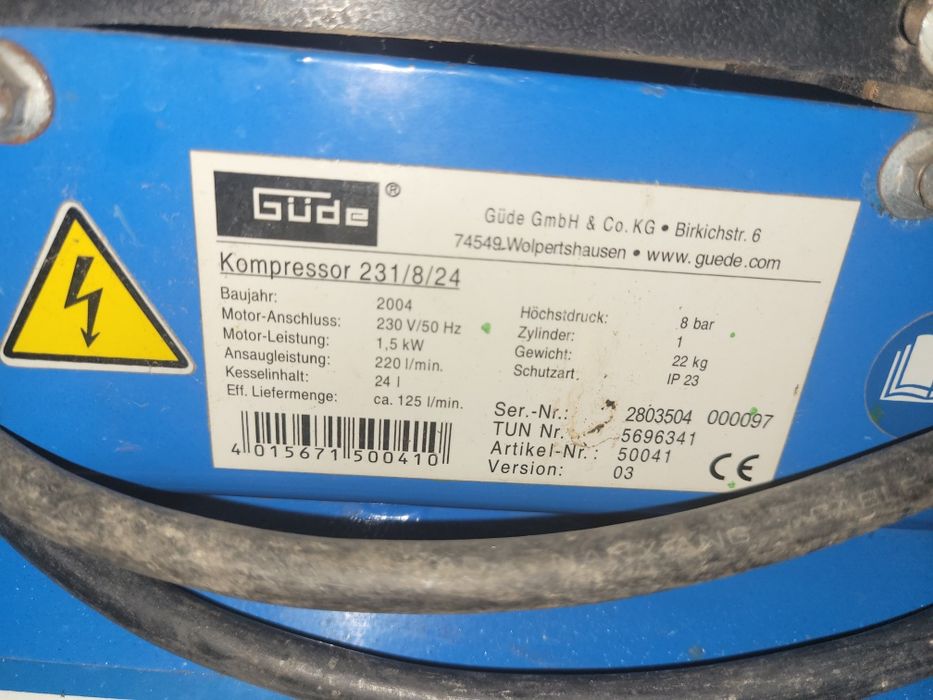 Güde ®
Güde GmbH & Co. KG • Birkichstr. 6
74549 Wolpertshausen • www.guede.com
Kompressor 231/8/24
Baujahr: 2004
Motor-Anschluss: 230 V/50 Hz
Motor-Leistung: 1,5 kW
Ansaugleistung: 220 l/min.
Kesselinhalt: 24 l
Eff. Liefermenge: ca. 125 l/min.
Höchstdruck: 8 bar
Zylinder: 1
Gewicht: 22 kg
Schutzart IP 23
Ser.-Nr.: 2803504 000097
TUN Nr. 5696341
Artikel-Nr.: 50041
Version: 03
CE
4 015671 500410